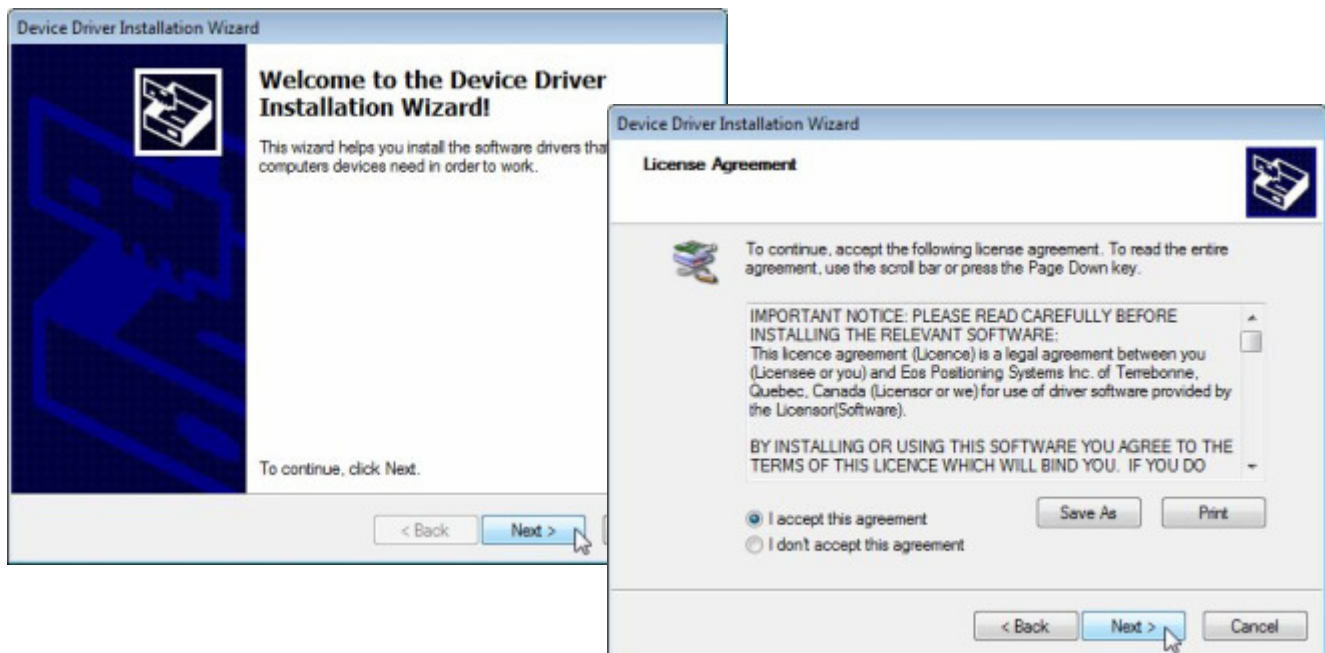 Device Driver Installation Wizard
Welcome to the Device Driver
Installation Wizard!
This wizard helps you install the software drivers tha
computers devices need in order to work.
To continue, click Next.
< Back
Next >
Device Driver Installation Wizard
License Agreement
To continue, accept the following license agreement. To read the entire
agreement, use the scroll bar or press the Page Down key.
IMPORTANT NOTICE: PLEASE READ CAREFULLY BEFORE
INSTALLING THE RELEVANT SOFTWARE:
This licence agreement (Licence) is a legal agreement between you
(Licensee or you) and Eos Positioning Systems Inc. of Terrebonne,
Quebec, Canada (Licensor or we) for use of driver software provided by
the Licensor(Software).
BY INSTALLING OR USING THIS SOFTWARE YOU AGREE TO THE
TERMS OF THIS LICENCE WHICH WILL BIND YOU. IF YOU DO
I accept this agreement
Save As
Print
I don't accept this agreement
< Back
Next >
Cancel